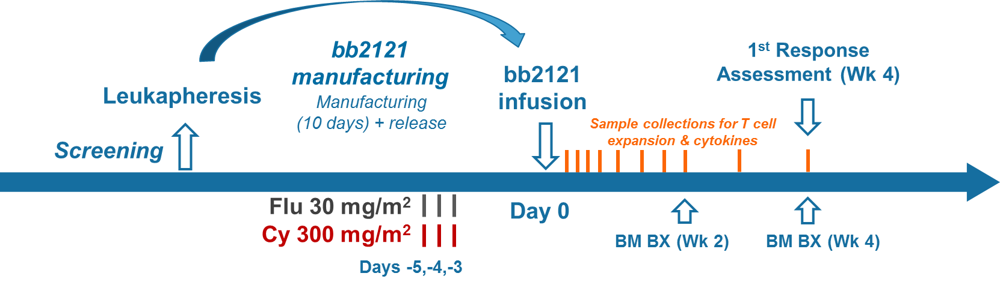 bb2121
manufacturing
Manufacturing
(10 days) + release
1st Response
Assessment (Wk 4)
bb2121
infusion
Leukapheresis
Sample collections for T cell
expansion & cytokines
Screening
Flu 30 mg/m2
Cy 300 mg/m2
Days -5,-4,-3
Day 0
BM BX (Wk 2)
BM BX (Wk 4)